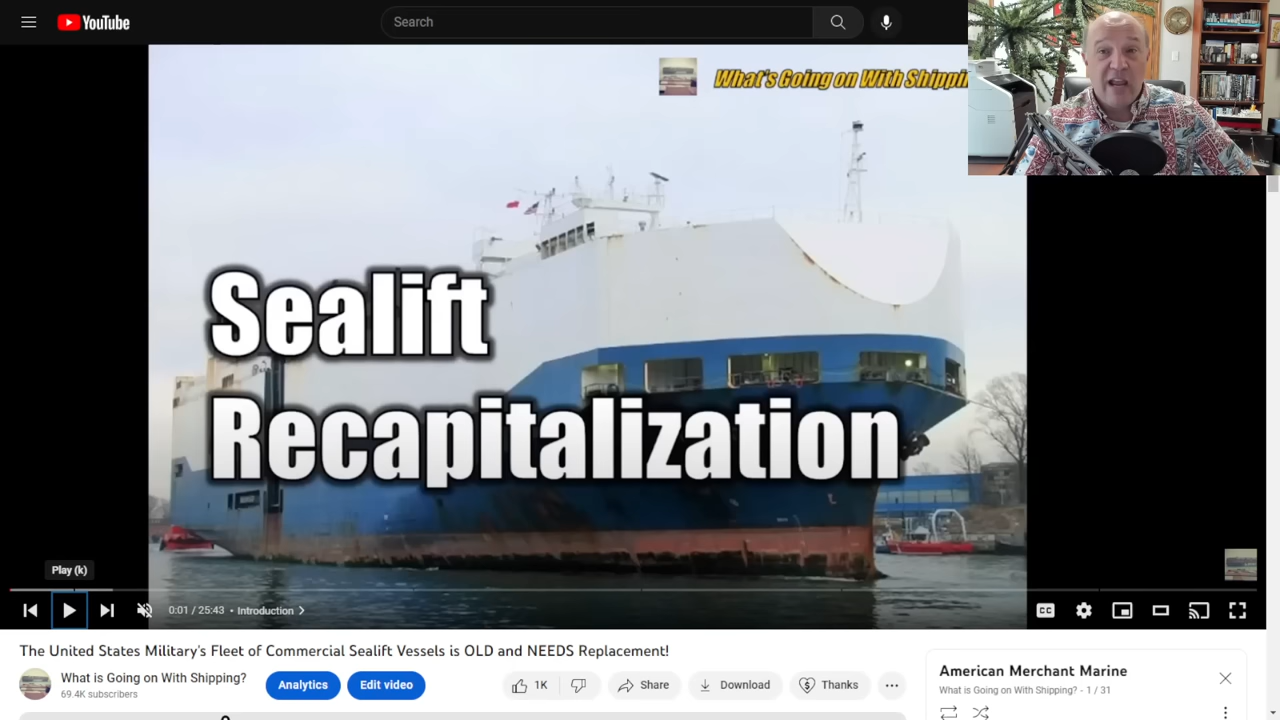 YouTube
Search
What's Going on With Shippin
Sealift
Recapitalization
Play (k)
0:01 / 25:43 • Introduction
CC
The United States Military's Fleet of Commercial Sealift Vessels is OLD and NEEDS Replacement!
What is Going on With Shipping?
69.4K subscribers
Analytics
Edit video
1K
Share
Download
Thanks
American Merchant Marine
What is Going on With Shipping? - 1 / 31